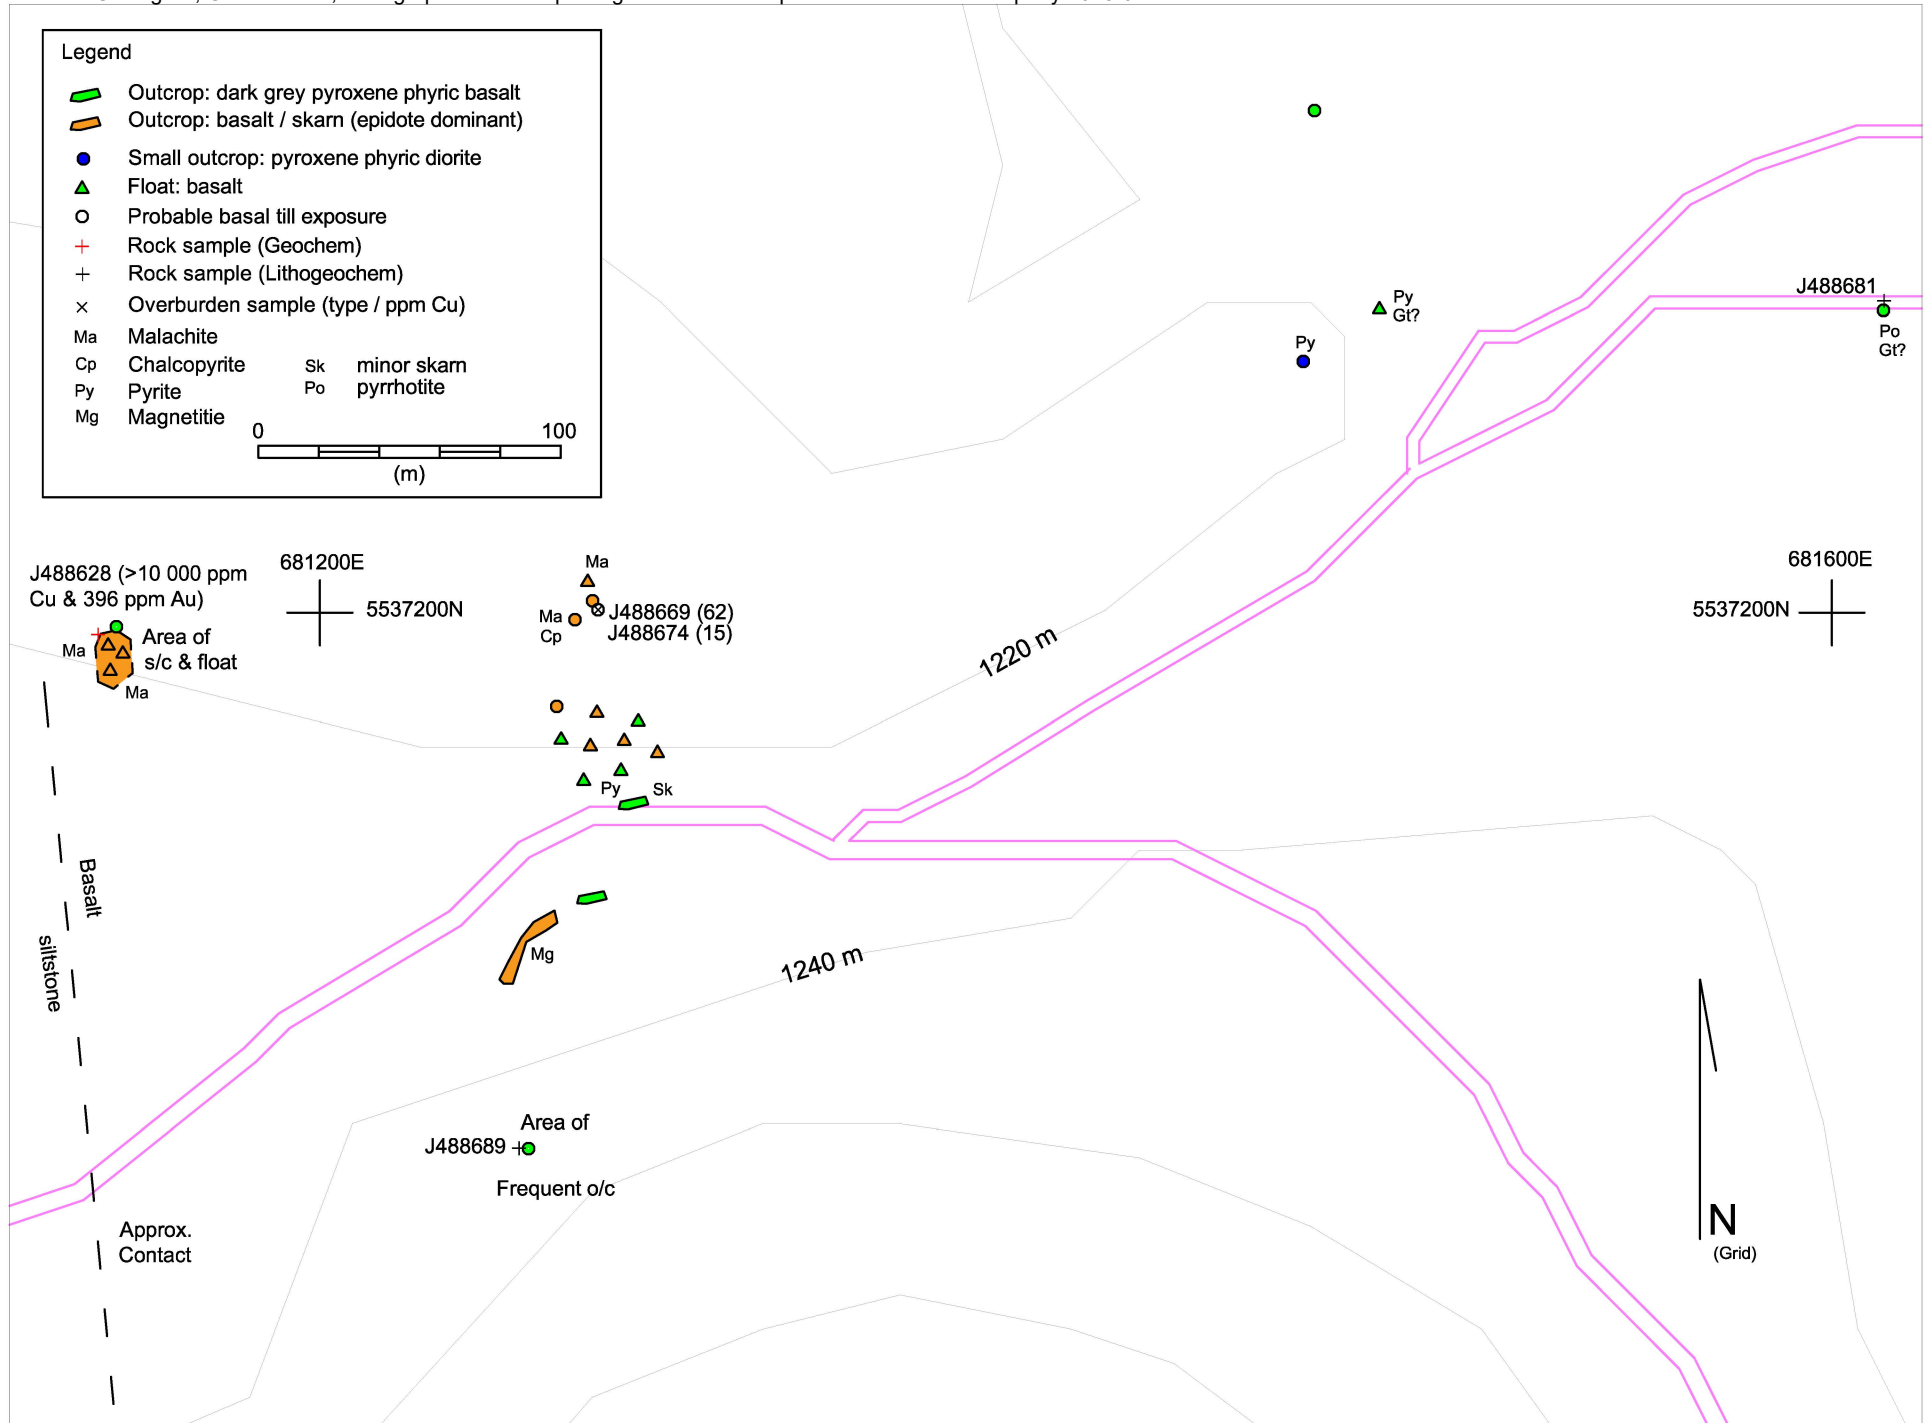 Legend
Outcrop: dark grey pyroxene phyric basalt
Outcrop: basalt / skarn (epidote dominant)
Small outcrop: pyroxene phyric diorite
Float: basalt
Probable basal till exposure
Rock sample (Geochem)
Rock sample (Lithogeochem)
Overburden sample (type / ppm Cu)
Ma Malachite
Cp Chalcopyrite
Sk minor skarn
Py Pyrite
Po pyrrhotite
Mg Magnetitie
0 100
(m)
Py
Gt?
J488681
Py
Po
Gt?
J488628 (>10 000 ppm
Cu & 396 ppm Au)
681200E
5537200N
Ma
Ma
Cp
J488669 (62)
J488674 (15)
681600E
5537200N
Area of
s/c & float
Ma
Ma
1220 m
Py
Sk
Basalt
siltstone
Mg
1240 m
Area of
J488689
Frequent o/c
Approx.
Contact
N
(Grid)